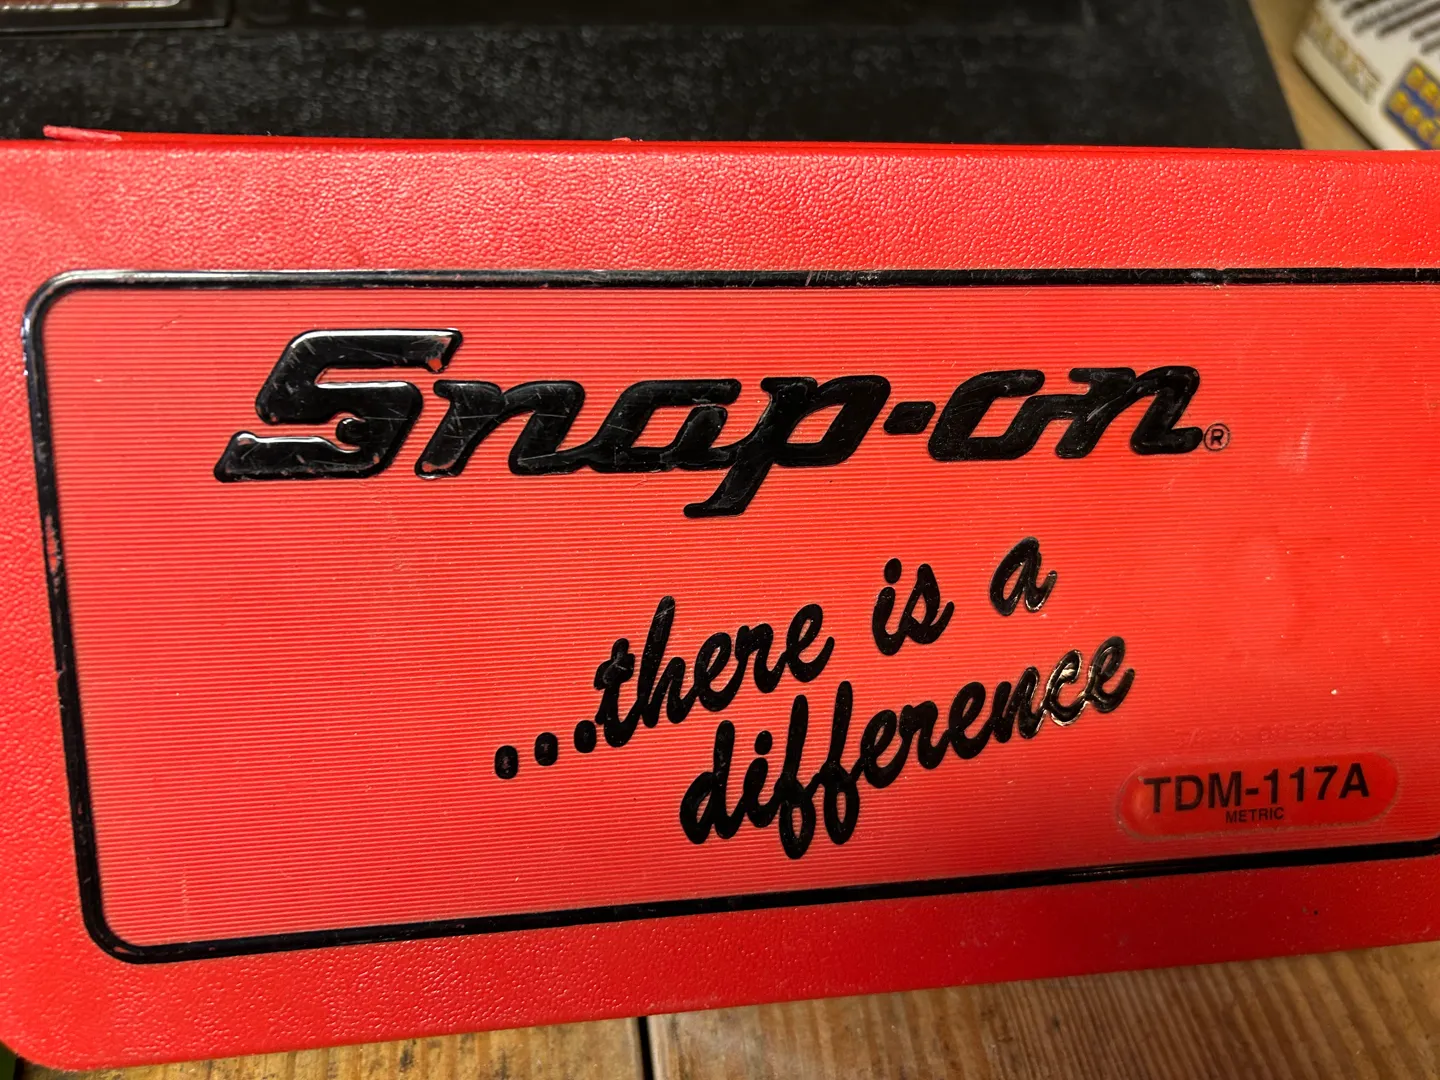 Snap-on®
...there is a
difference
TDM-117A
METRIC